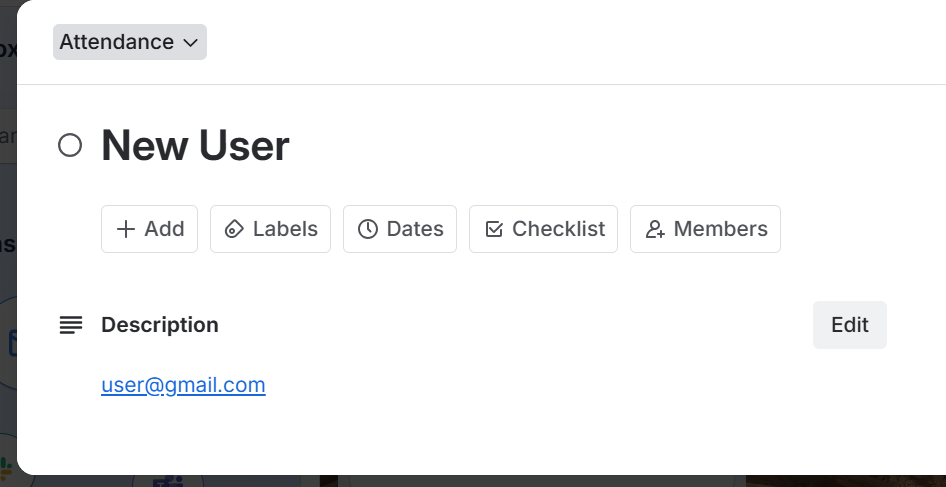 Attendance
New User
Add Labels Dates Checklist Members
Description Edit
user@gmail.com